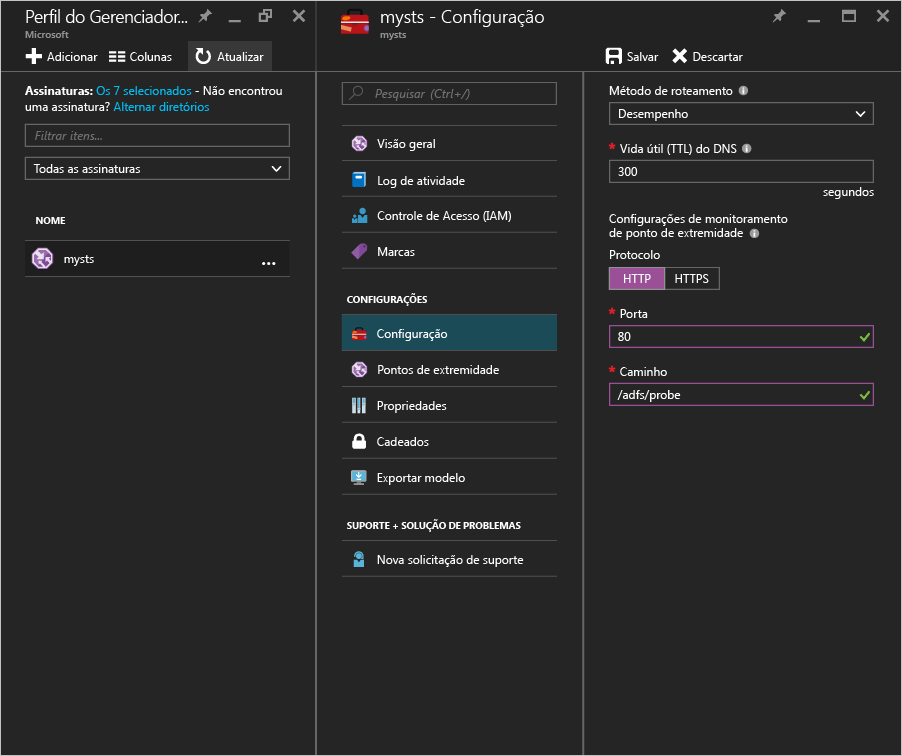 Perfil do Gerenciador...
Microsoft
Adicionar
Colunas
Atualizar
Assinaturas: Os 7 selecionados - Não encontrou
uma assinatura? Alternar diretórios
Filtrar itens...
Todas as assinaturas
NOME
mysts
...
mysts - Configuração
mysts
Pesquisar (Ctrl+/)
Visão geral
Log de atividade
Controle de Acesso (IAM)
Marcas
CONFIGURAÇÕES
Configuração
Pontos de extremidade
Propriedades
Cadeados
Exportar modelo
SUPORTE + SOLUÇÃO DE PROBLEMAS
Nova solicitação de suporte
Salvar
Descartar
Método de roteamento
Desempenho
* Vida útil (TTL) do DNS
300
segundos
Configurações de monitoramento
de ponto de extremidade
Protocolo
HTTP
HTTPS
* Porta
80
* Caminho
/adfs/probe